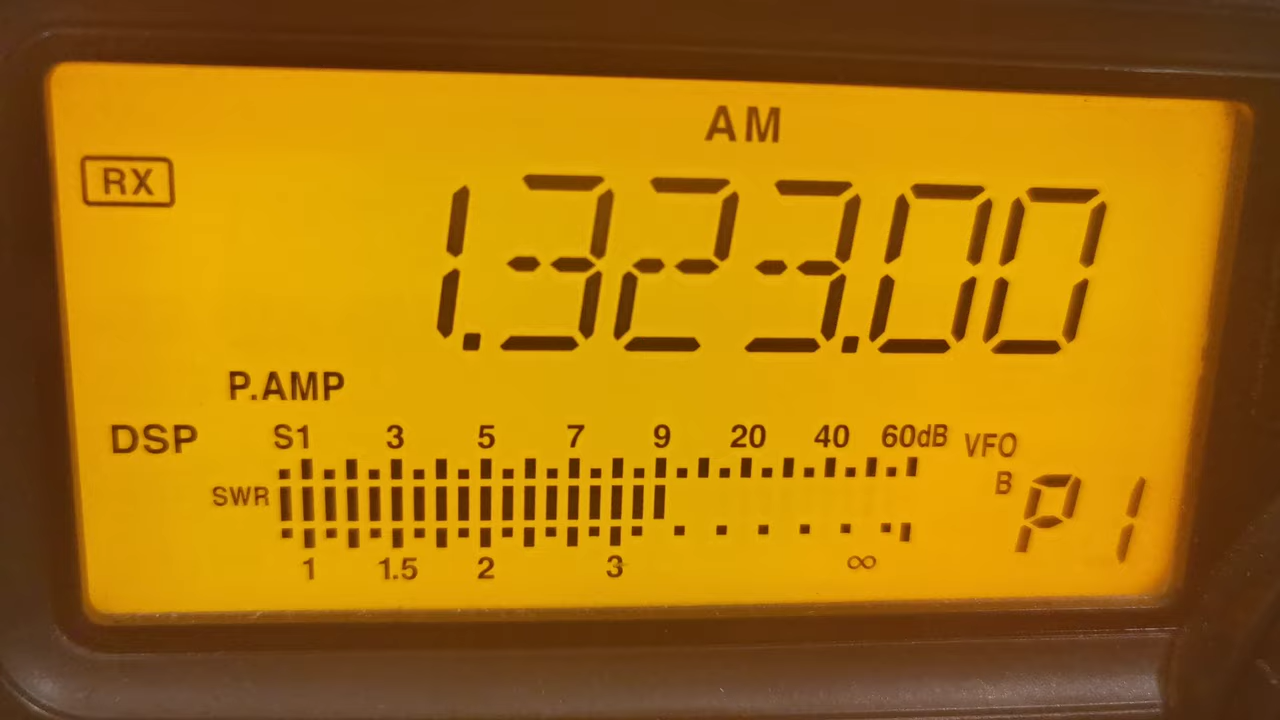 AM
RX
1.323.00
P.AMP
DSP S1 3 5 7 9 20 40 60dB VFO
SWR B P1
1 1.5 2 3 ∞